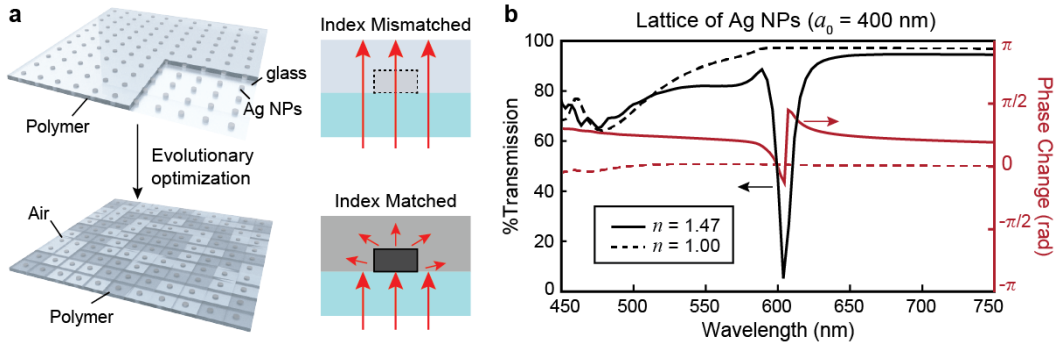 a
glass
Ag NPs
Polymer
Evolutionary
optimization
Air
Polymer
Index Mismatched
Index Matched
b
Lattice of Ag NPs (a₀ = 400 nm)
100
80
60
40
20
0
%Transmission
n = 1.47
n = 1.00
450
500
550
600
650
700
750
Wavelength (nm)
π
π/2
0
-π/2
-π
Phase Change (rad)